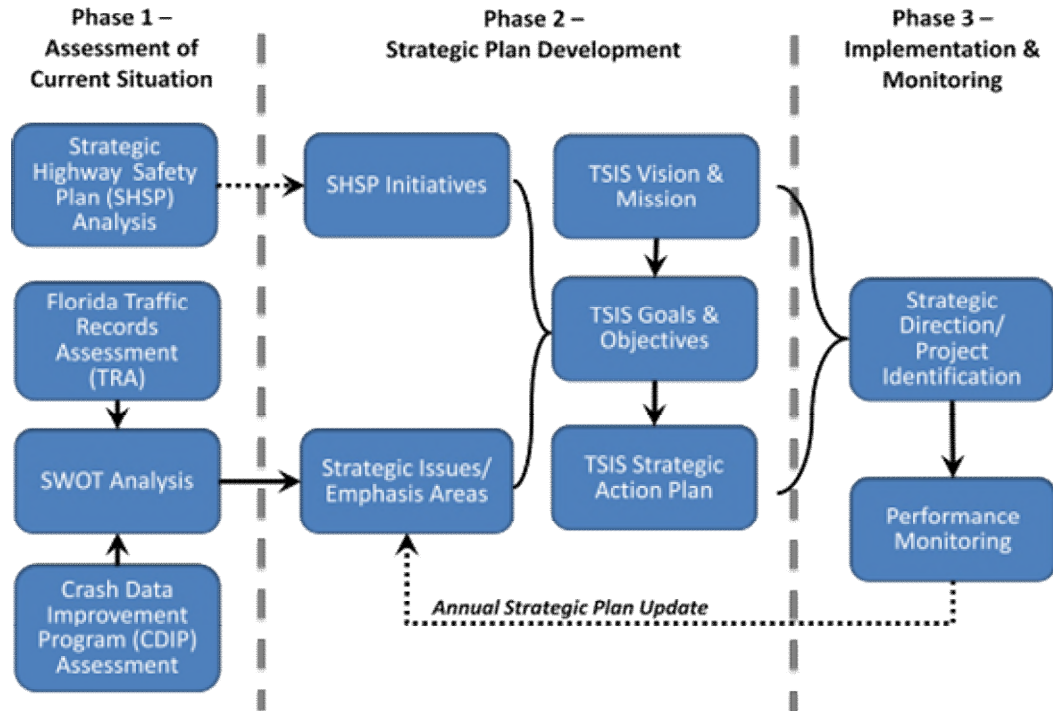 Phase 1 –
Assessment of
Current Situation
Phase 2 –
Strategic Plan Development
Phase 3 –
Implementation &
Monitoring
Strategic
Highway Safety
Plan (SHSP)
Analysis
SHSP Initiatives
TSIS Vision &
Mission
Florida Traffic
Records
Assessment
(TRA)
TSIS Goals &
Objectives
Strategic
Direction/
Project
Identification
SWOT Analysis
Strategic Issues/
Emphasis Areas
TSIS Strategic
Action Plan
Performance
Monitoring
Crash Data
Improvement
Program (CDIP)
Assessment
Annual Strategic Plan Update